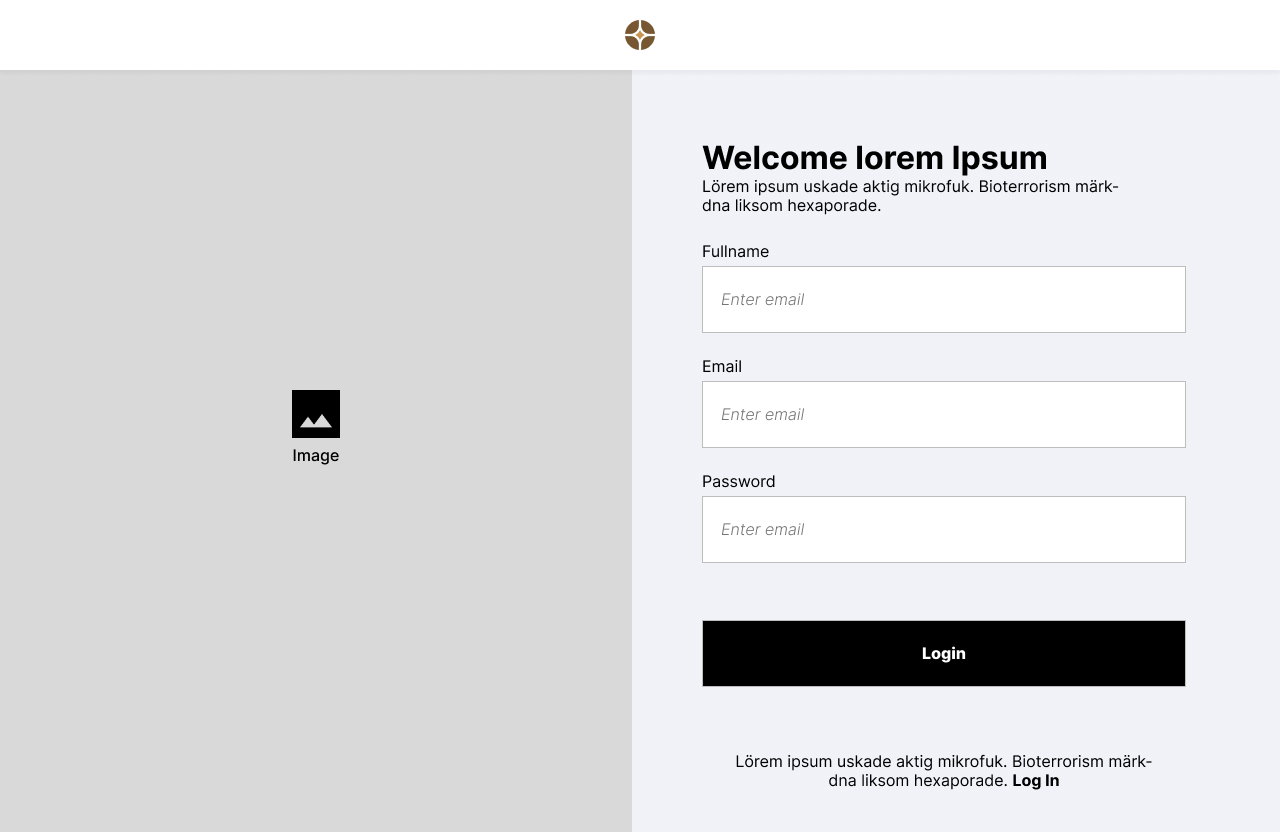 Welcome lorem Ipsum
Lörem ipsum uskade aktig mikrofuk. Bioterrorism märk-
dna liksom hexaporade.
Fullname
Enter email
Email
Enter email
Image
Password
Enter email
Login
Lörem ipsum uskade aktig mikrofuk. Bioterrorism märk-
dna liksom hexaporade. Log In